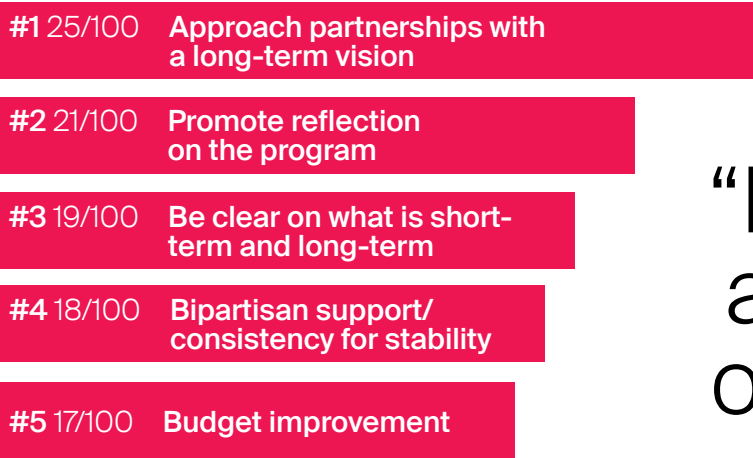 #1 25/100 Approach partnerships with
a long-term vision
#2 21/100 Promote reflection
on the program
#3 19/100 Be clear on what is short-
term and long-term
#4 18/100 Bipartisan support/
consistency for stability
#5 17/100 Budget improvement